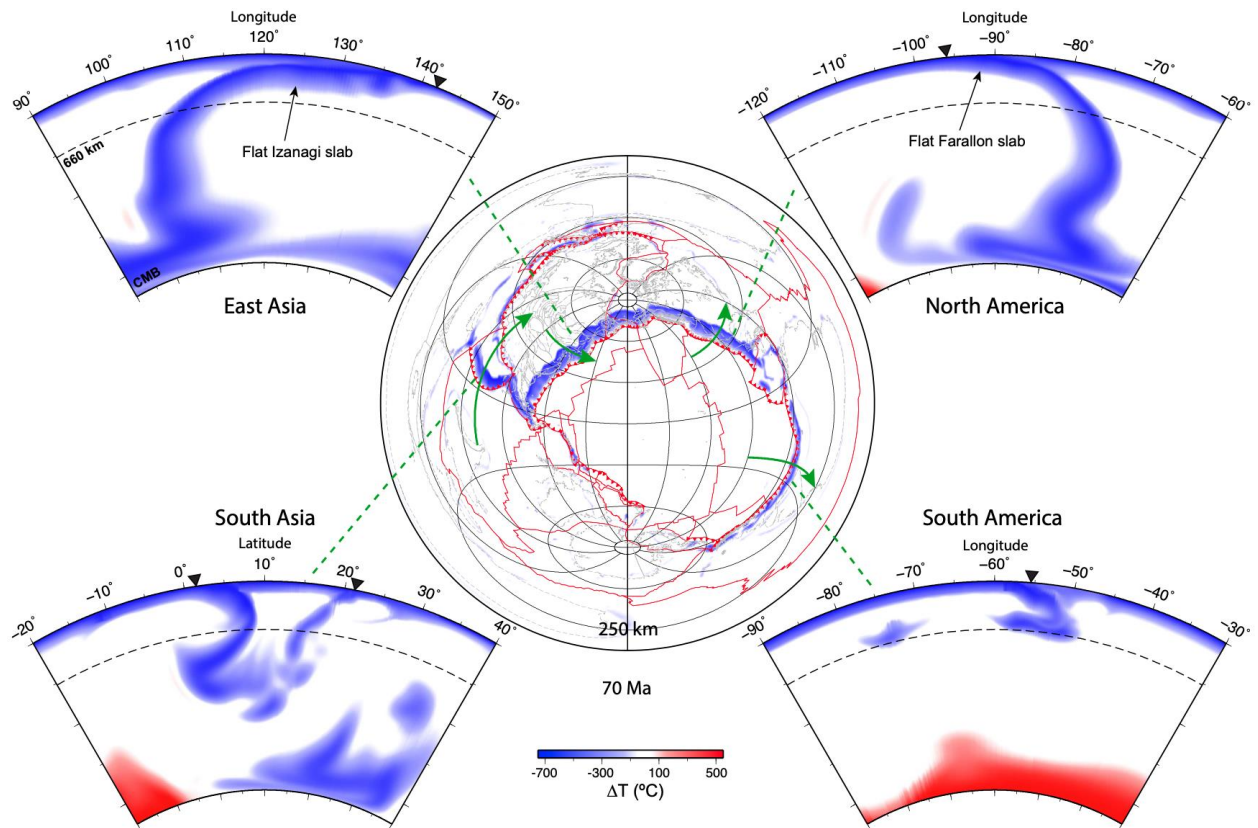 Longitude
90°
100°
110°
120°
130°
140°
150°
660 km
Flat Izanagi slab
CMB
East Asia
Longitude
−120°
−110°
−100°
−90°
−80°
−70°
−60°
Flat Farallon slab
North America
South Asia
Latitude
−20°
−10°
0°
10°
20°
30°
40°
South America
Longitude
−90°
−80°
−70°
−60°
−50°
−40°
−30°
250 km
70 Ma
−700
−300
100
500
ΔT (ºC)